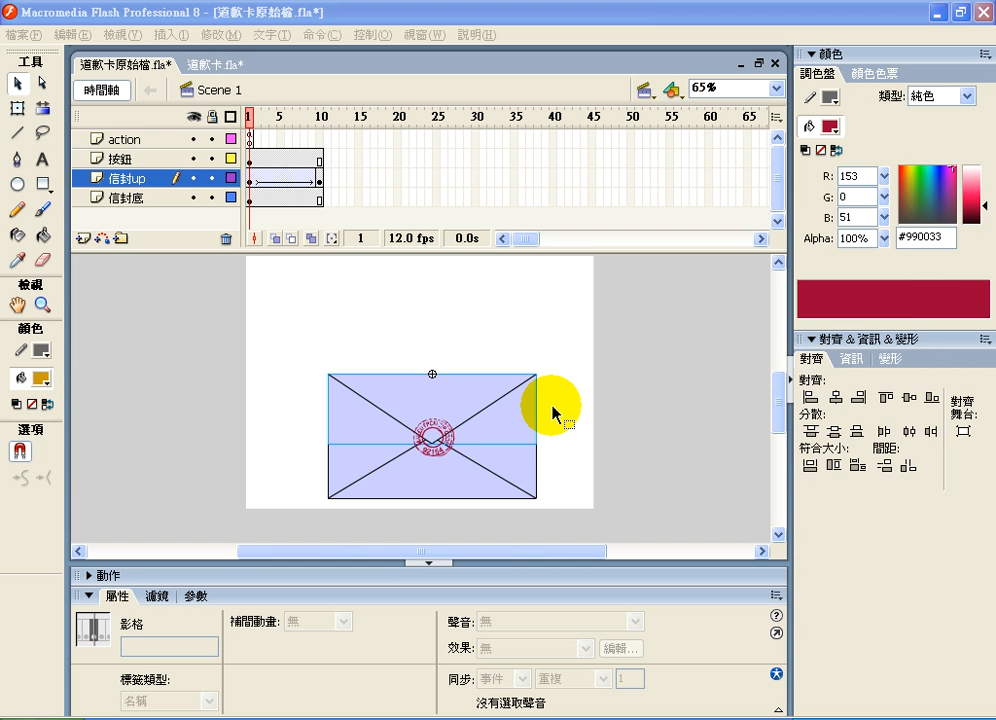 Macromedia Flash Professional 8 - [道歉卡原始檔.fla*]
檔案(F) 編輯(E) 檢視(V) 插入(I) 修改(M) 文字(T) 命令(C) 控制(O) 視窗(W) 說明(H)
工具
檢視
顏色
選項
道歉卡原始檔.fla* 道歉卡.fla*
時間軸 Scene 1 65%
1 5 10 15 20 25 30 35 40 45 50 55 60 65
action
按鈕
信封up
信封底
1 12.0 fps 0.0s
92104
動作
屬性 濾鏡 參數
影格 補間動畫: 無 聲音: 無
效果: 無 編輯...
標籤類型: 同步: 事件 重複 1
名稱 沒有選取聲音
顏色
調色盤 顏色色票
類型: 純色
R: 153
G: 0
B: 51
Alpha: 100% #990033
對齊 & 資訊 & 變形
對齊 資訊 變形
對齊: 對齊
分散: 舞台:
符合大小: 間距: